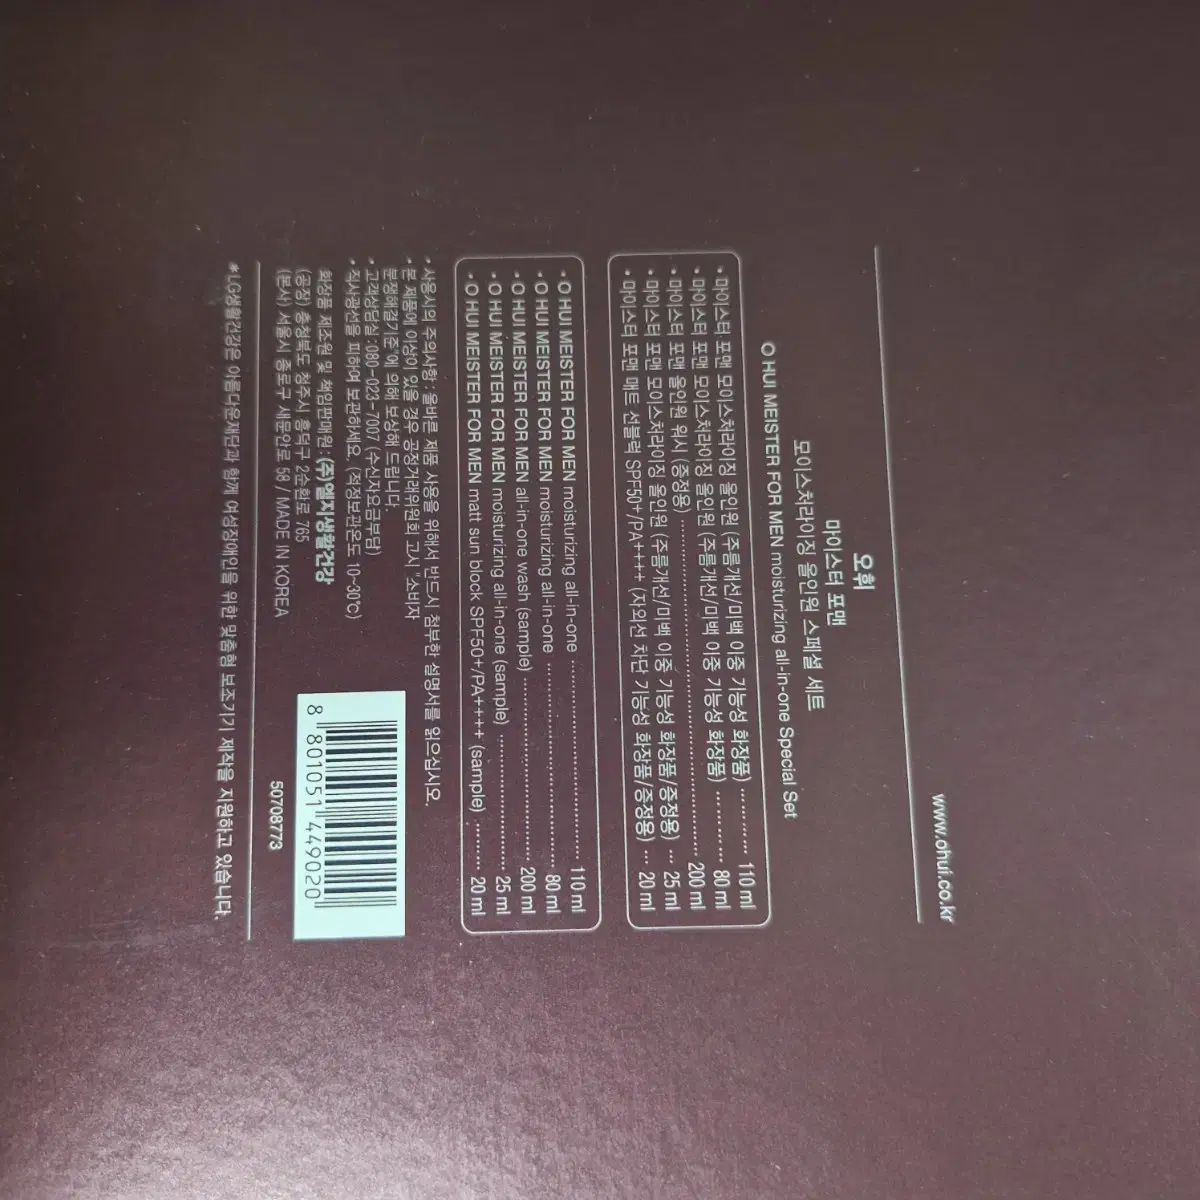 www.ohui.co.kr
오휘
마이스터 포맨
모이스처라이징 올인원 스페셜 세트
O HUI MEISTER FOR MEN moisturizing all-in-one Special Set
• 마이스터 포맨 모이스처라이징 올인원 (주름개선/미백 이중 기능성 화장품) ........... 110 ml
• 마이스터 포맨 모이스처라이징 올인원 (주름개선/미백 이중 기능성 화장품) ........... 80 ml
• 마이스터 포맨 올인원 워시 (증정용) ........... 200 ml
• 마이스터 포맨 모이스처라이징 올인원 (주름개선/미백 이중 기능성 화장품/증정용) ... 25 ml
• 마이스터 포맨 매트 선블럭 SPF50+/PA++++ (자외선 차단 기능성 화장품/증정용) ... 20 ml
• O HUI MEISTER FOR MEN moisturizing all-in-one ........... 110 ml
• O HUI MEISTER FOR MEN moisturizing all-in-one ........... 80 ml
• O HUI MEISTER FOR MEN all-in-one wash (sample) ........... 200 ml
• O HUI MEISTER FOR MEN moisturizing all-in-one (sample) ........... 25 ml
• O HUI MEISTER FOR MEN matt sun block SPF50+/PA++++ (sample) ......... 20 ml
• 사용시의 주의사항 : 올바른 제품 사용을 위해서 반드시 첨부한 설명서를 읽으십시오.
• 본 제품에 이상이 있을 경우 공정거래위원회 고시 "소비자
분쟁해결기준"에 의해 보상해 드립니다.
• 고객상담실 : 080-023-7007 (수신자요금부담)
• 직사광선을 피하여 보관하세요. (적정보관온도 10~30℃)
화장품 제조원 및 책임판매원 : (주)엘지생활건강
(공장) 충청북도 청주시 흥덕구 2순환로 765
(본사) 서울시 종로구 새문안로 58 / MADE IN KOREA
8 801051 449020
50708773
*LG생활건강은 아름다운재단과 함께 여성장애인을 위한 맞춤형 보조기기 제작을 지원하고 있습니다.